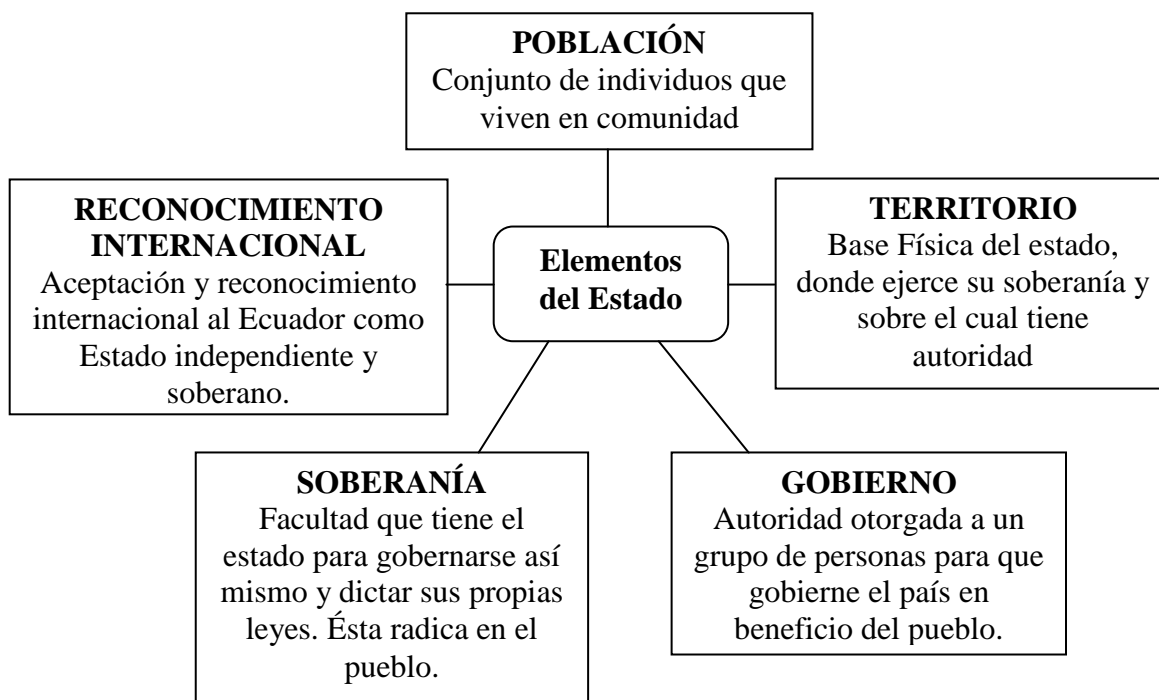 POBLACIÓN
Conjunto de individuos que
viven en comunidad
RECONOCIMIENTO
INTERNACIONAL
Aceptación y reconocimiento
internacional al Ecuador como
Estado independiente y
soberano.
Elementos
del Estado
TERRITORIO
Base Física del estado,
donde ejerce su soberanía y
sobre el cual tiene
autoridad
SOBERANÍA
Facultad que tiene el
estado para gobernarse así
mismo y dictar sus propias
leyes. Ésta radica en el
pueblo.
GOBIERNO
Autoridad otorgada a un
grupo de personas para que
gobierne el país en
beneficio del pueblo.